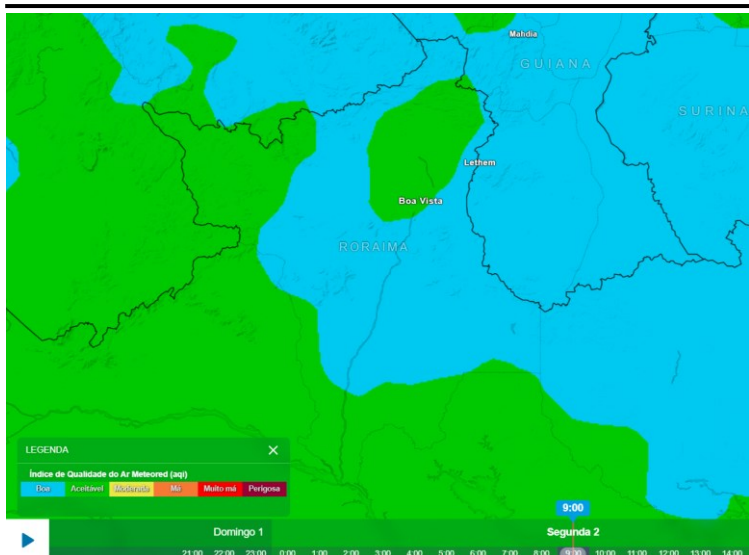 Mahdia
GUIANA
SURINA
Lethem
Boa Vista
RORAIMA
LEGENDA
Índice de Qualidade do Ar Meteored (aqi)
Boa Aceitável Moderada Má Muito má Perigosa
9:00
Domingo 1 Segunda 2
21:00 22:00 23:00 0:00 1:00 2:00 3:00 4:00 5:00 6:00 7:00 8:00 9:00 10:00 11:00 12:00 13:00 14:00